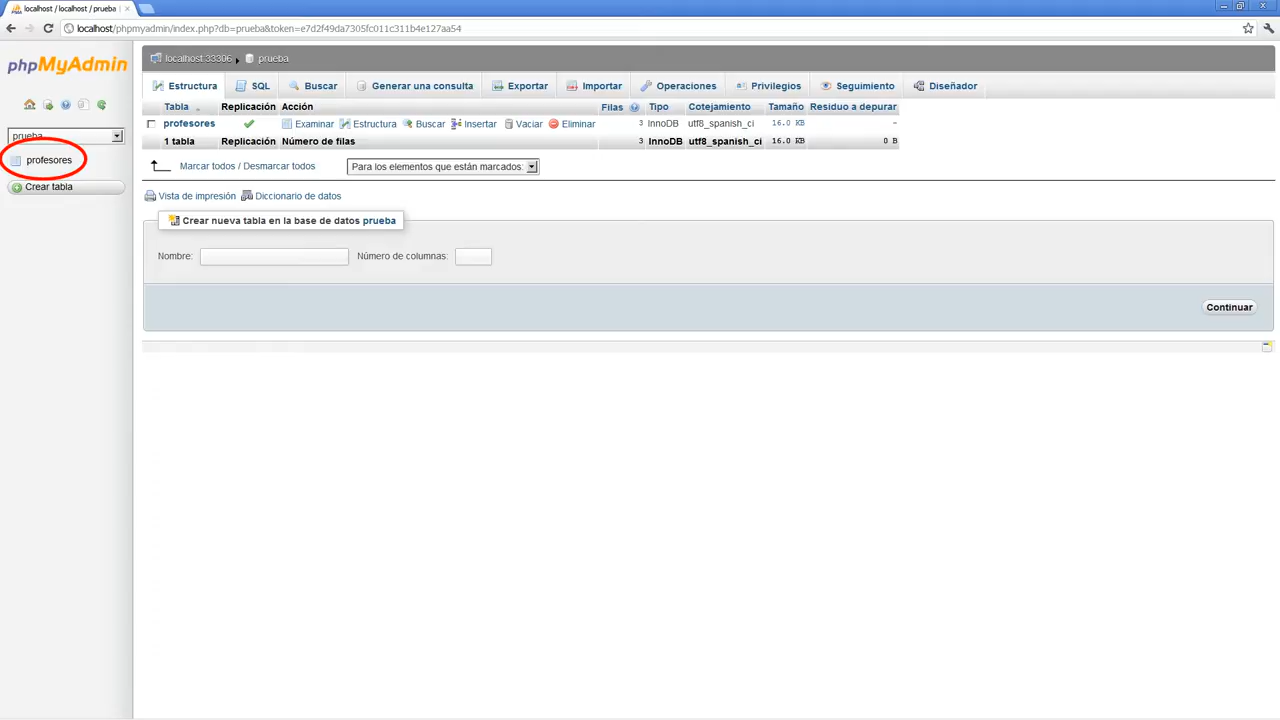 localhost / localhost / prueba
localhost/phpmyadmin/index.php?db=prueba&token=e7d2f49da7305fc011c311b4e127aa54
phpMyAdmin
localhost 33306 prueba
Estructura SQL Buscar Generar una consulta Exportar Importar Operaciones Privilegios Seguimiento Diseñador
Tabla Replicación Acción Filas Tipo Cotejamiento Tamaño Residuo a depurar
profesores Examinar Estructura Buscar Insertar Vaciar Eliminar 3 InnoDB utf8_spanish_ci 16.0 KB -
1 tabla Replicación Número de filas 3 InnoDB utf8_spanish_ci 16.0 KB 0 B
prueba
profesores
Crear tabla
Marcar todos / Desmarcar todos Para los elementos que están marcados:
Vista de impresión Diccionario de datos
Crear nueva tabla en la base de datos prueba
Nombre: Número de columnas:
Continuar